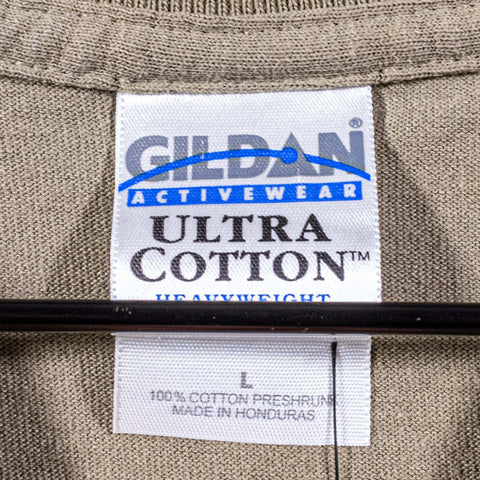 GILDAN®
ACTIVEWEAR
ULTRA
COTTON™
HEAVYWEIGHT
L
100% COTTON PRESHRUNK
MADE IN HONDURAS